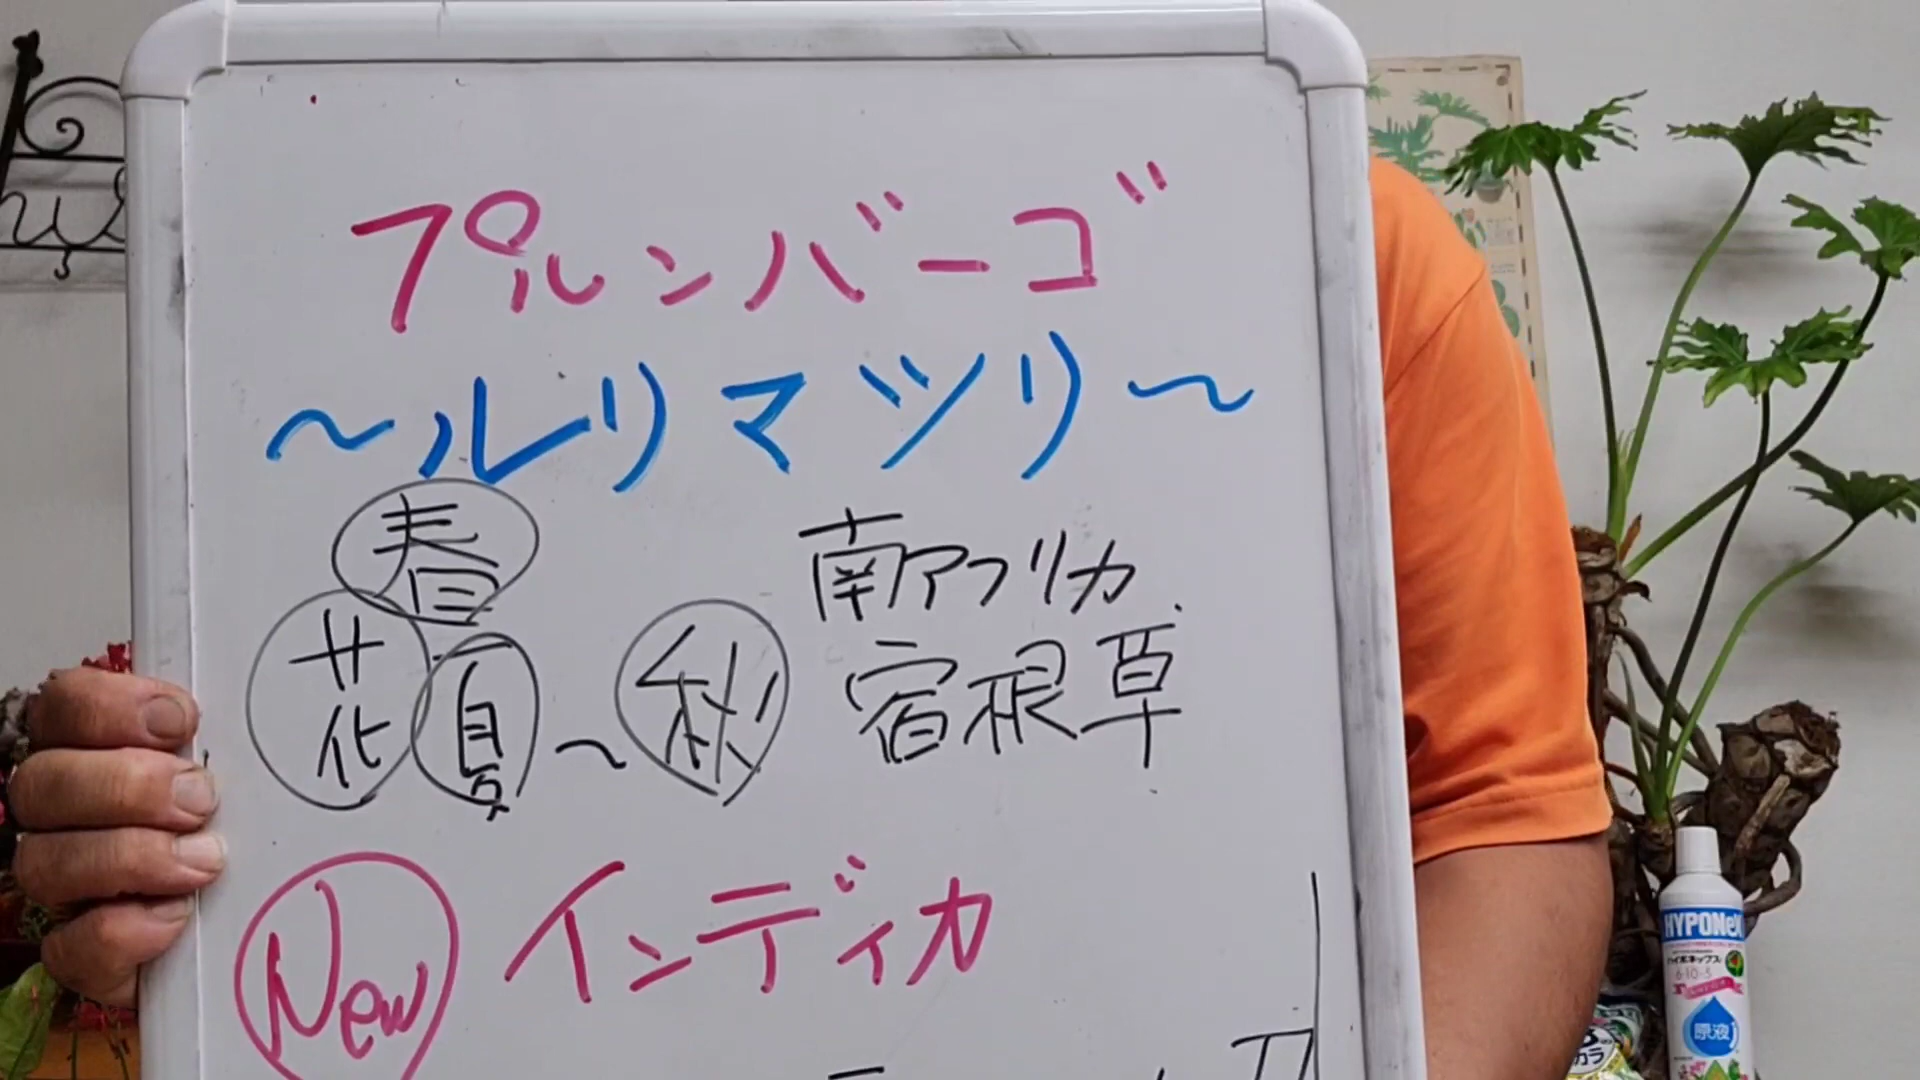 プルンバーゴ
～ルリマツリ～
春
花 夏～秋
南アフリカ
宿根草
New インディカ
HYPONeX
ハイポネックス
6-10-5
原液
カラ